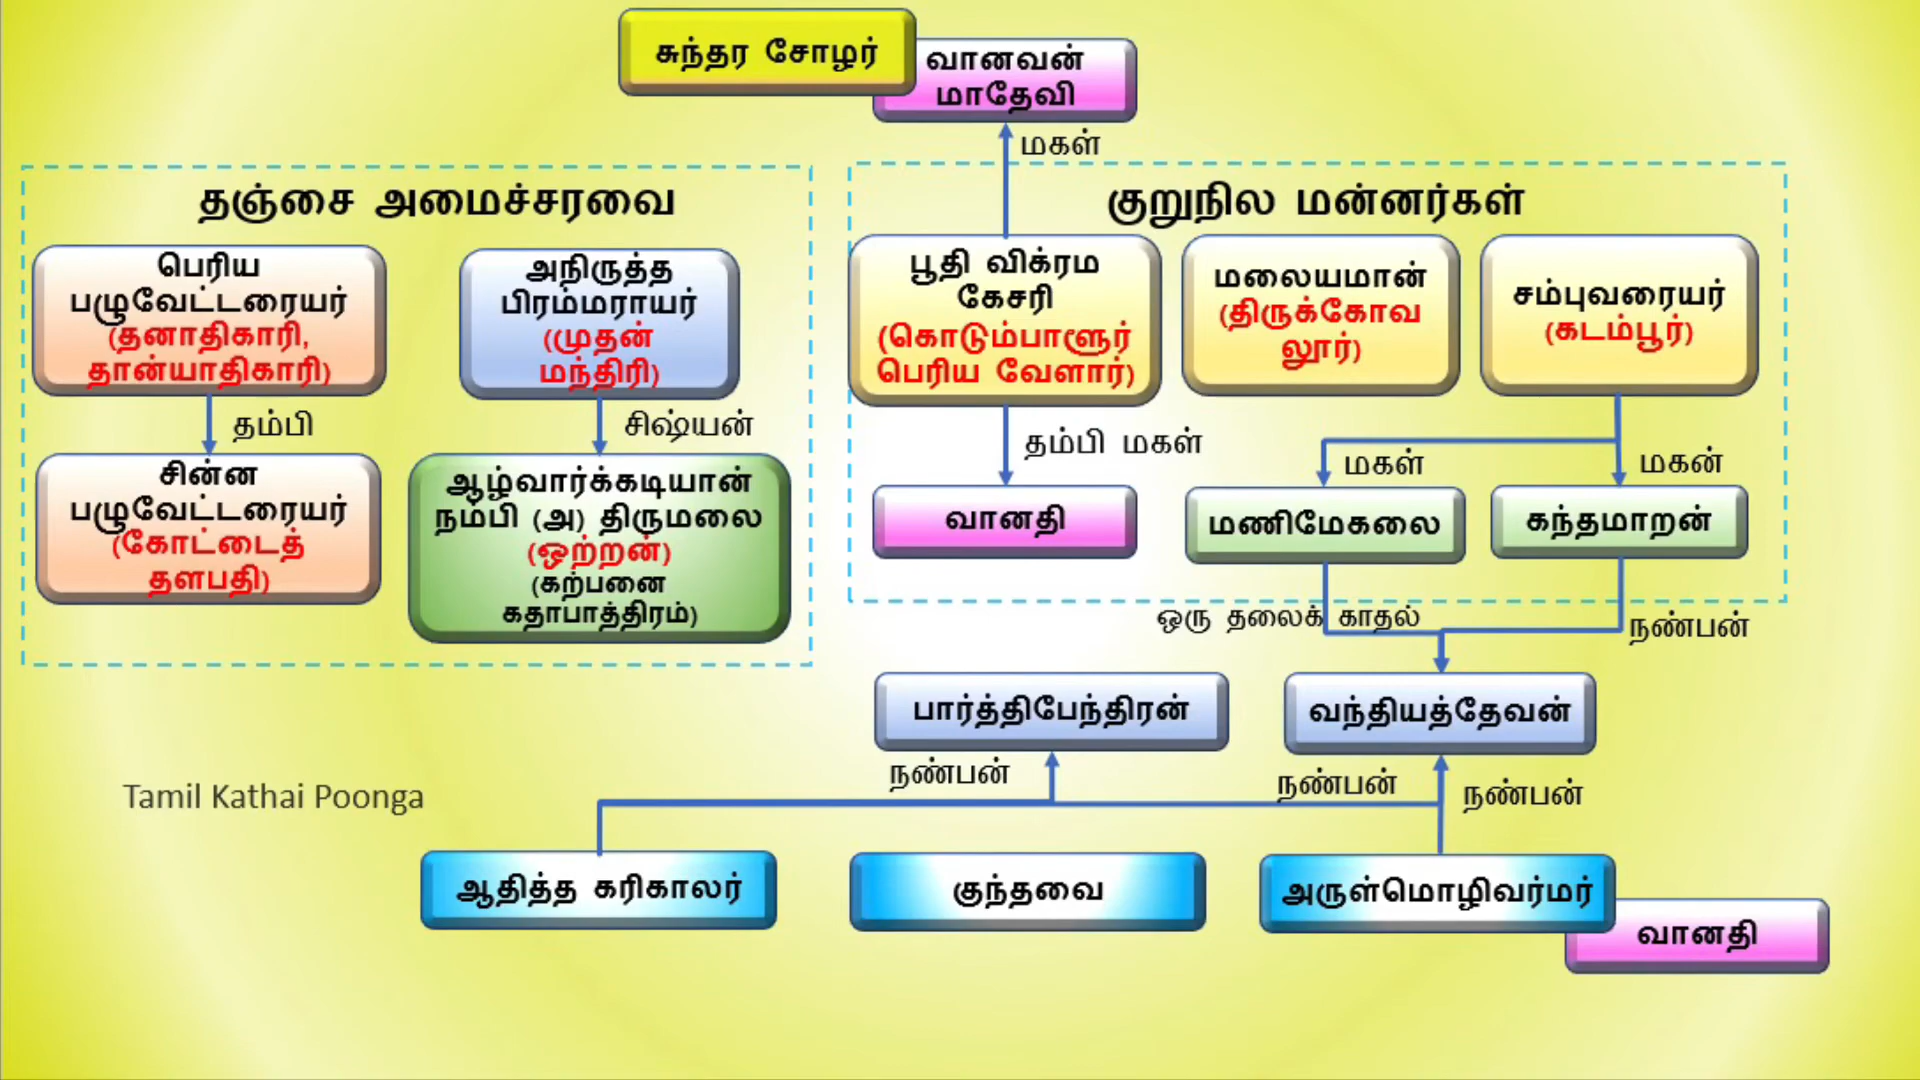 சுந்தர சோழர்
வானவன்
மாதேவி
மகள்
தஞ்சை அமைச்சரவை
பெரிய
பழுவேட்டரையர்
(தனாதிகாரி,
தான்யாதிகாரி)
தம்பி
சின்ன
பழுவேட்டரையர்
(கோட்டைத்
தளபதி)
அநிருத்த
பிரம்மராயர்
(முதன்
மந்திரி)
சிஷ்யன்
ஆழ்வார்க்கடியான்
நம்பி (அ) திருமலை
(ஒற்றன்)
(கற்பனை
கதாபாத்திரம்)
குறுநில மன்னர்கள்
பூதி விக்ரம
கேசரி
(கொடும்பாளூர்
பெரிய வேளார்)
தம்பி மகள்
வானதி
மலையமான்
(திருக்கோவ
லூர்)
சம்புவரையர்
(கடம்பூர்)
மகள்
மகன்
மணிமேகலை
கந்தமாறன்
ஒரு தலைக் காதல்
நண்பன்
பார்த்திபேந்திரன்
வந்தியத்தேவன்
நண்பன்
நண்பன்
நண்பன்
Tamil Kathai Poonga
ஆதித்த கரிகாலர்
குந்தவை
அருள்மொழிவர்மர்
வானதி